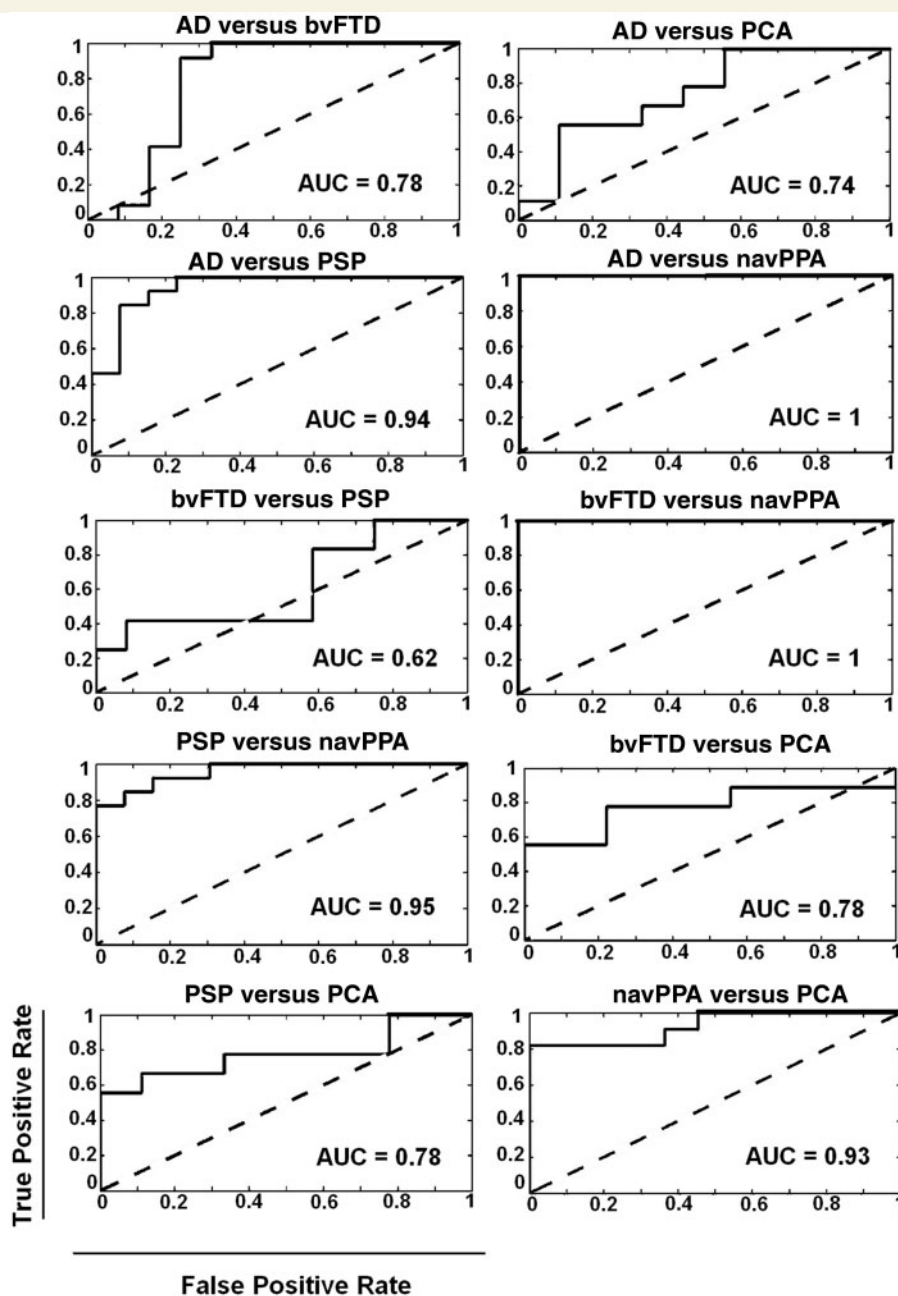 AD versus bvFTD
1
0.8
0.6
0.4
0.2
0
AUC = 0.78
0 0.2 0.4 0.6 0.8 1
AD versus PCA
1
0.8
0.6
0.4
0.2
0
AUC = 0.74
0 0.2 0.4 0.6 0.8 1
AD versus PSP
1
0.8
0.6
0.4
0.2
0
AUC = 0.94
0 0.2 0.4 0.6 0.8 1
AD versus navPPA
1
0.8
0.6
0.4
0.2
0
AUC = 1
0 0.2 0.4 0.6 0.8 1
bvFTD versus PSP
1
0.8
0.6
0.4
0.2
0
AUC = 0.62
0 0.2 0.4 0.6 0.8 1
bvFTD versus navPPA
1
0.8
0.6
0.4
0.2
0
AUC = 1
0 0.2 0.4 0.6 0.8 1
PSP versus navPPA
1
0.8
0.6
0.4
0.2
0
AUC = 0.95
0 0.2 0.4 0.6 0.8 1
bvFTD versus PCA
1
0.8
0.6
0.4
0.2
0
AUC = 0.78
0 0.2 0.4 0.6 0.8 1
PSP versus PCA
1
0.8
0.6
0.4
0.2
0
AUC = 0.78
0 0.2 0.4 0.6 0.8 1
navPPA versus PCA
1
0.8
0.6
0.4
0.2
0
AUC = 0.93
0 0.2 0.4 0.6 0.8 1
True Positive Rate
False Positive Rate